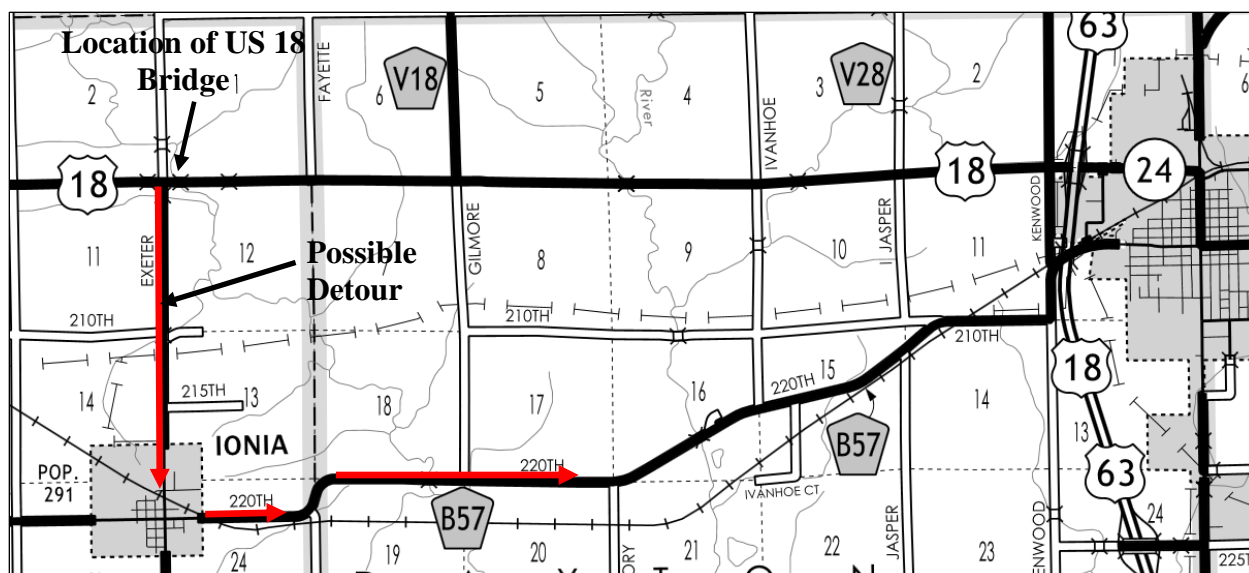 Location of US 18
Bridge
FAYETTE
V18
V28
63
2
1
6
5
River
4
IVANHOE
3
2
6
18
18
24
11
EXETER
12
Possible
Detour
7
GILMORE
8
9
10
JASPER
11
KENWOOD
210TH
210TH
210TH
14
215TH
13
18
17
16
220TH
15
14
18
13
IONIA
POP.
291
220TH
220TH
B57
B57
IVANHOE CT
63
24
19
20
21
22
JASPER
23
24
225T